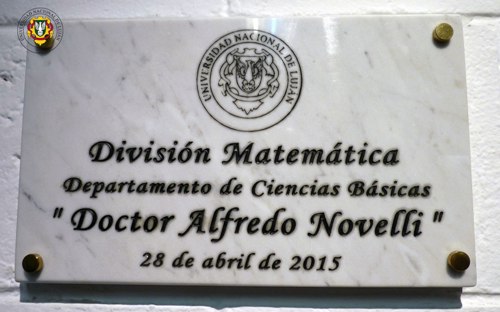 UNIVERSIDAD NACIONAL DE LUJAN
División Matemática
Departamento de Ciencias Básicas
" Doctor Alfredo Novelli "
28 de abril de 2015